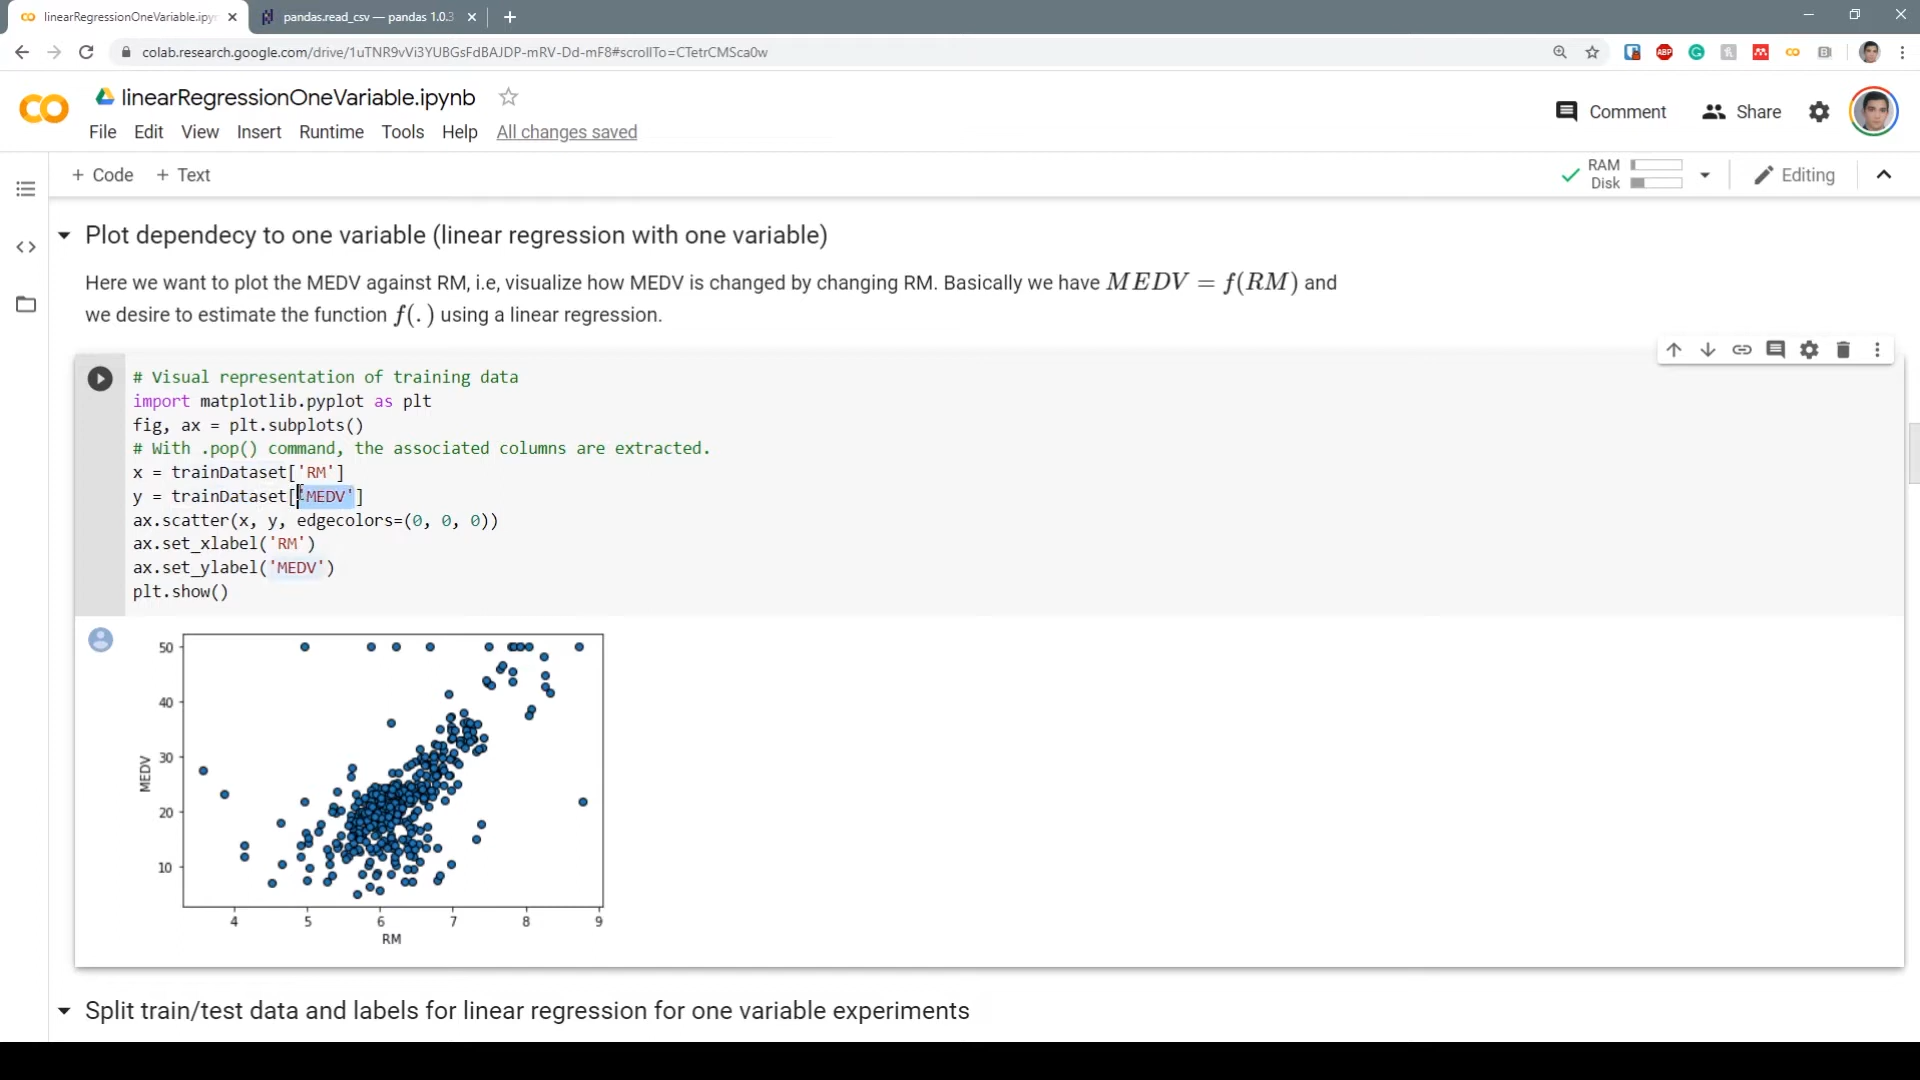 linearRegressionOneVariable.ipy
pandas.read_csv — pandas 1.0.3
colab.research.google.com/drive/1uTNR9vVi3YUBGsFdBAJDP-mRV-Dd-mF8#scrollTo=CTetrCMSca0w
linearRegressionOneVariable.ipynb
Comment
Share
File Edit View Insert Runtime Tools Help All changes saved
+ Code + Text
RAM
Disk
Editing
Plot dependecy to one variable (linear regression with one variable)
Here we want to plot the MEDV against RM, i.e, visualize how MEDV is changed by changing RM. Basically we have MEDV = f(RM) and
we desire to estimate the function f(.) using a linear regression.
# Visual representation of training data
import matplotlib.pyplot as plt
fig, ax = plt.subplots()
# With .pop() command, the associated columns are extracted.
x = trainDataset['RM']
y = trainDataset['MEDV']
ax.scatter(x, y, edgecolors=(0, 0, 0))
ax.set_xlabel('RM')
ax.set_ylabel('MEDV')
plt.show()
50
40
30
20
10
MEDV
4 5 6 7 8 9
RM
Split train/test data and labels for linear regression for one variable experiments